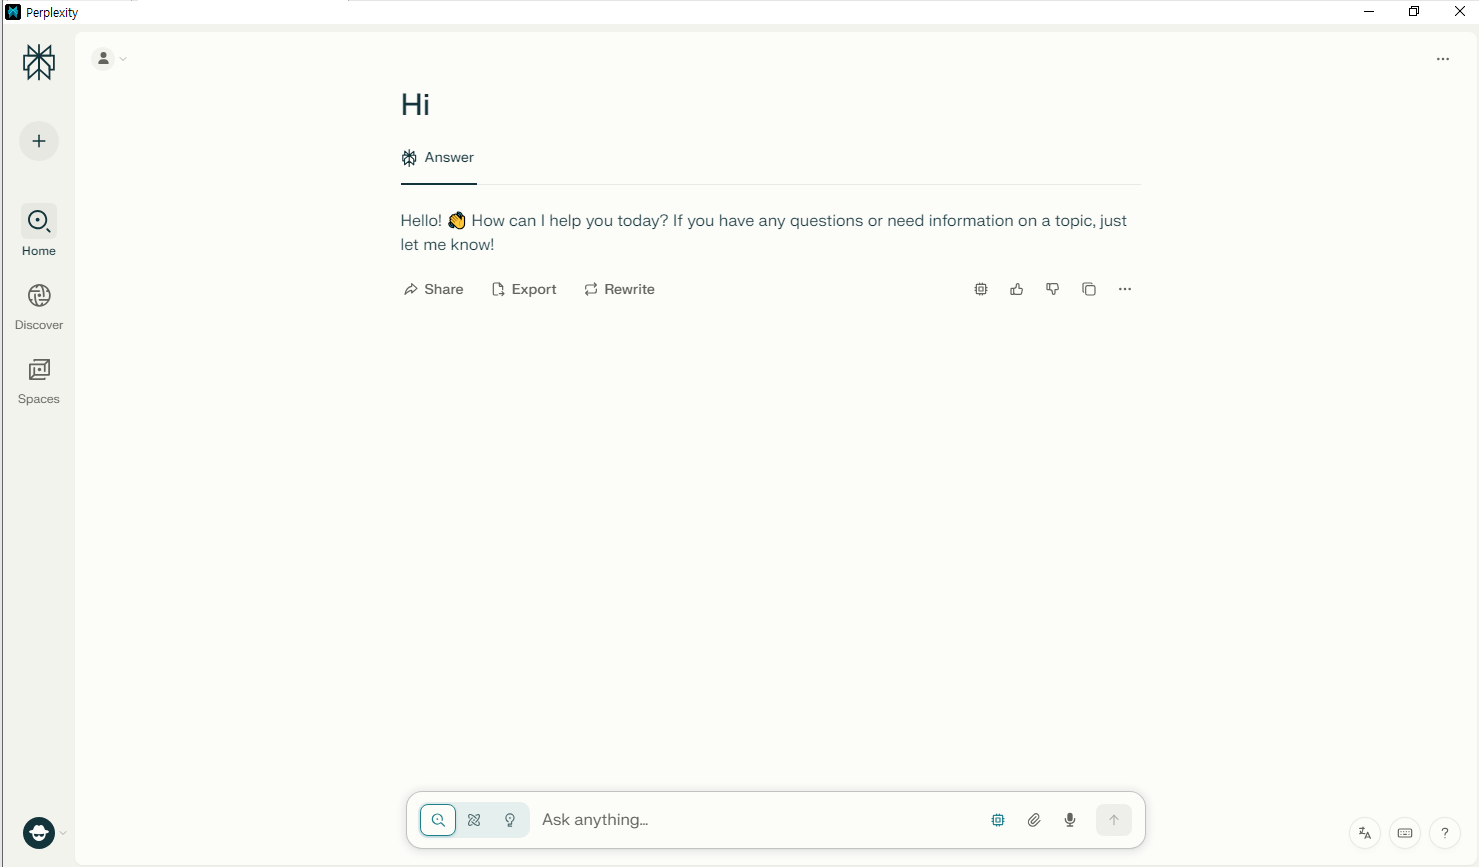 Perplexity
Hi
Answer
Hello! 👏 How can I help you today? If you have any questions or need information on a topic, just
let me know!
Share Export Rewrite
Home
Discover
Spaces
Ask anything...
?